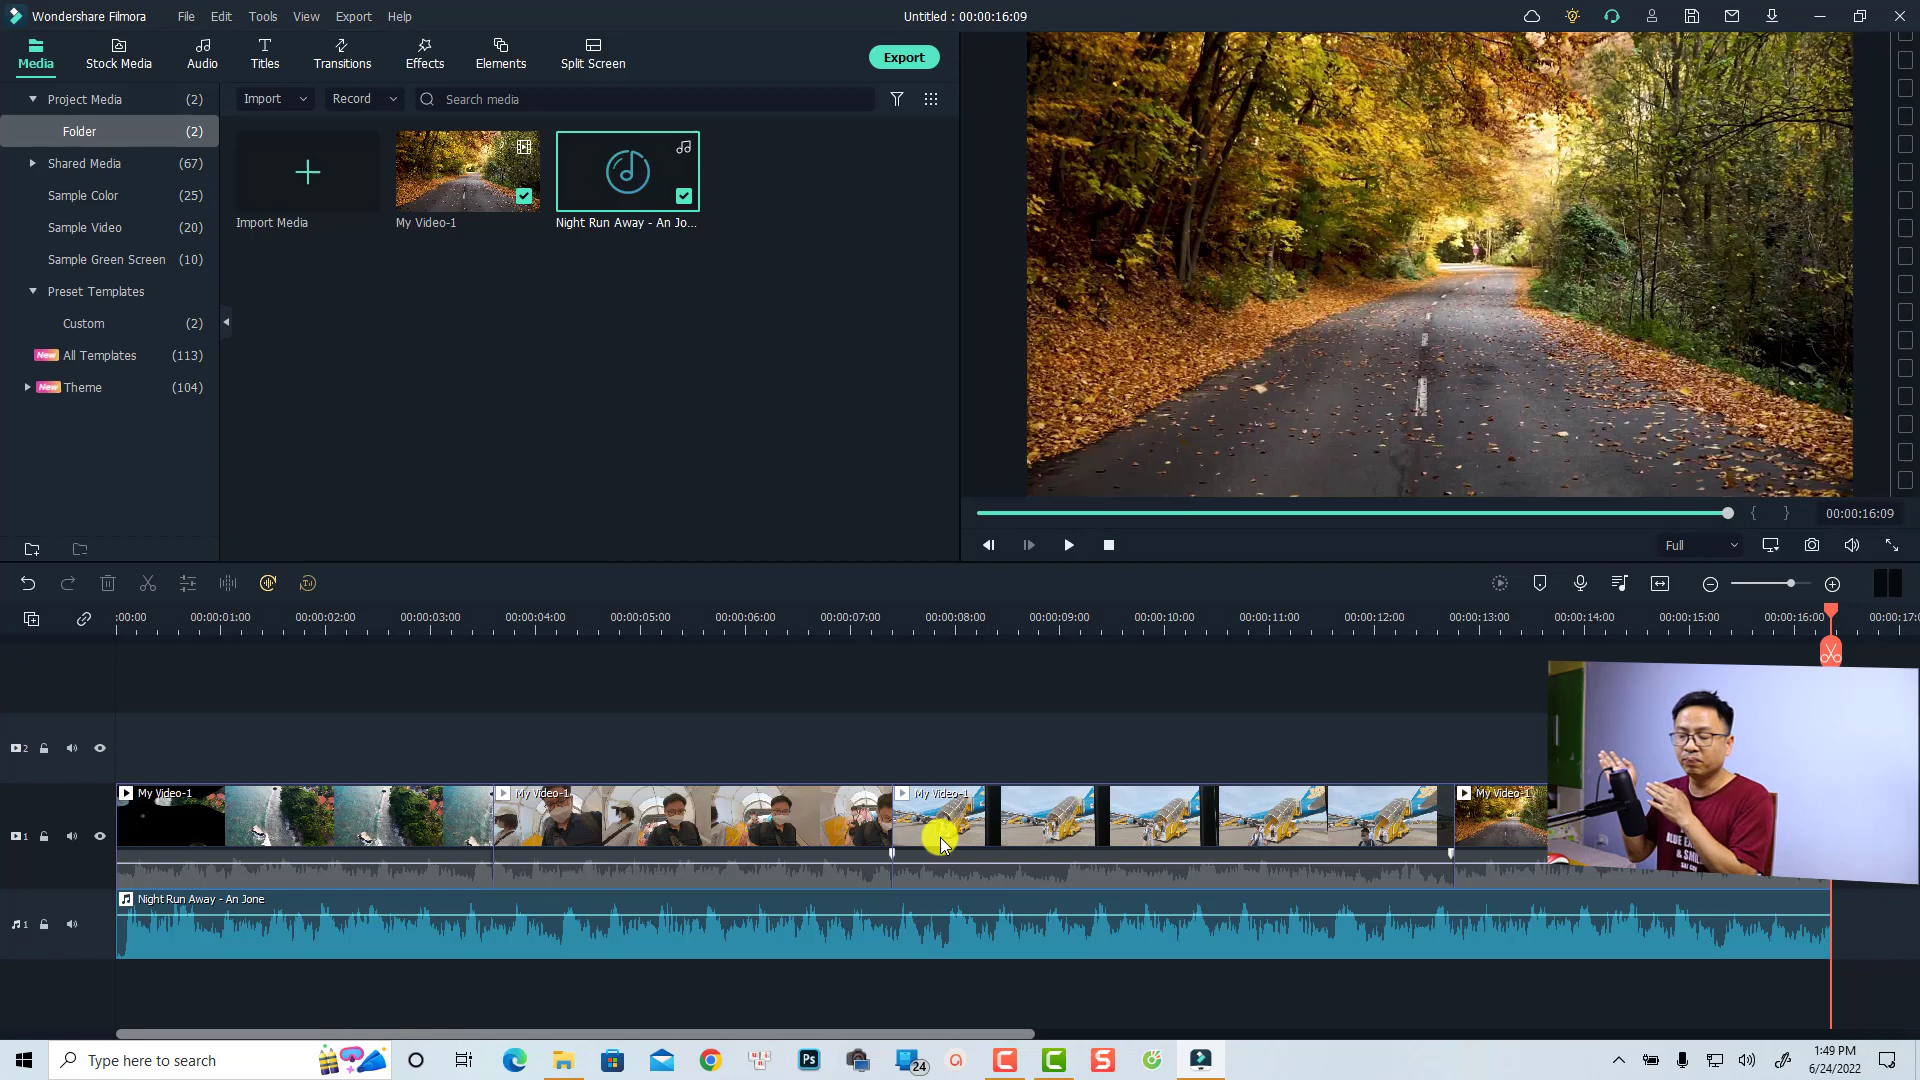 Wondershare Filmora File Edit Tools View Export Help Untitled : 00:00:16:09
Media Stock Media Audio Titles Transitions Effects Elements Split Screen Export
Project Media (2) Import Record Search media
Folder (2)
Shared Media (67)
Sample Color (25)
Sample Video (20)
Sample Green Screen (10)
Preset Templates
Custom (2)
New All Templates (113)
New Theme (104)
Import Media My Video-1 Night Run Away - An Jo...
00:00:16:09
Full
:00:00 00:00:01:00 00:00:02:00 00:00:03:00 00:00:04:00 00:00:05:00 00:00:06:00 00:00:07:00 00:00:08:00 00:00:09:00 00:00:10:00 00:00:11:00 00:00:12:00 00:00:13:00 00:00:14:00 00:00:15:00 00:00:16:00 00:00:17:0
2
My Video-1 My Video-1 My Video-1 My Video-1
1
Night Run Away - An Jone
1
Type here to search Ps 24 1:49 PM
6/24/2022